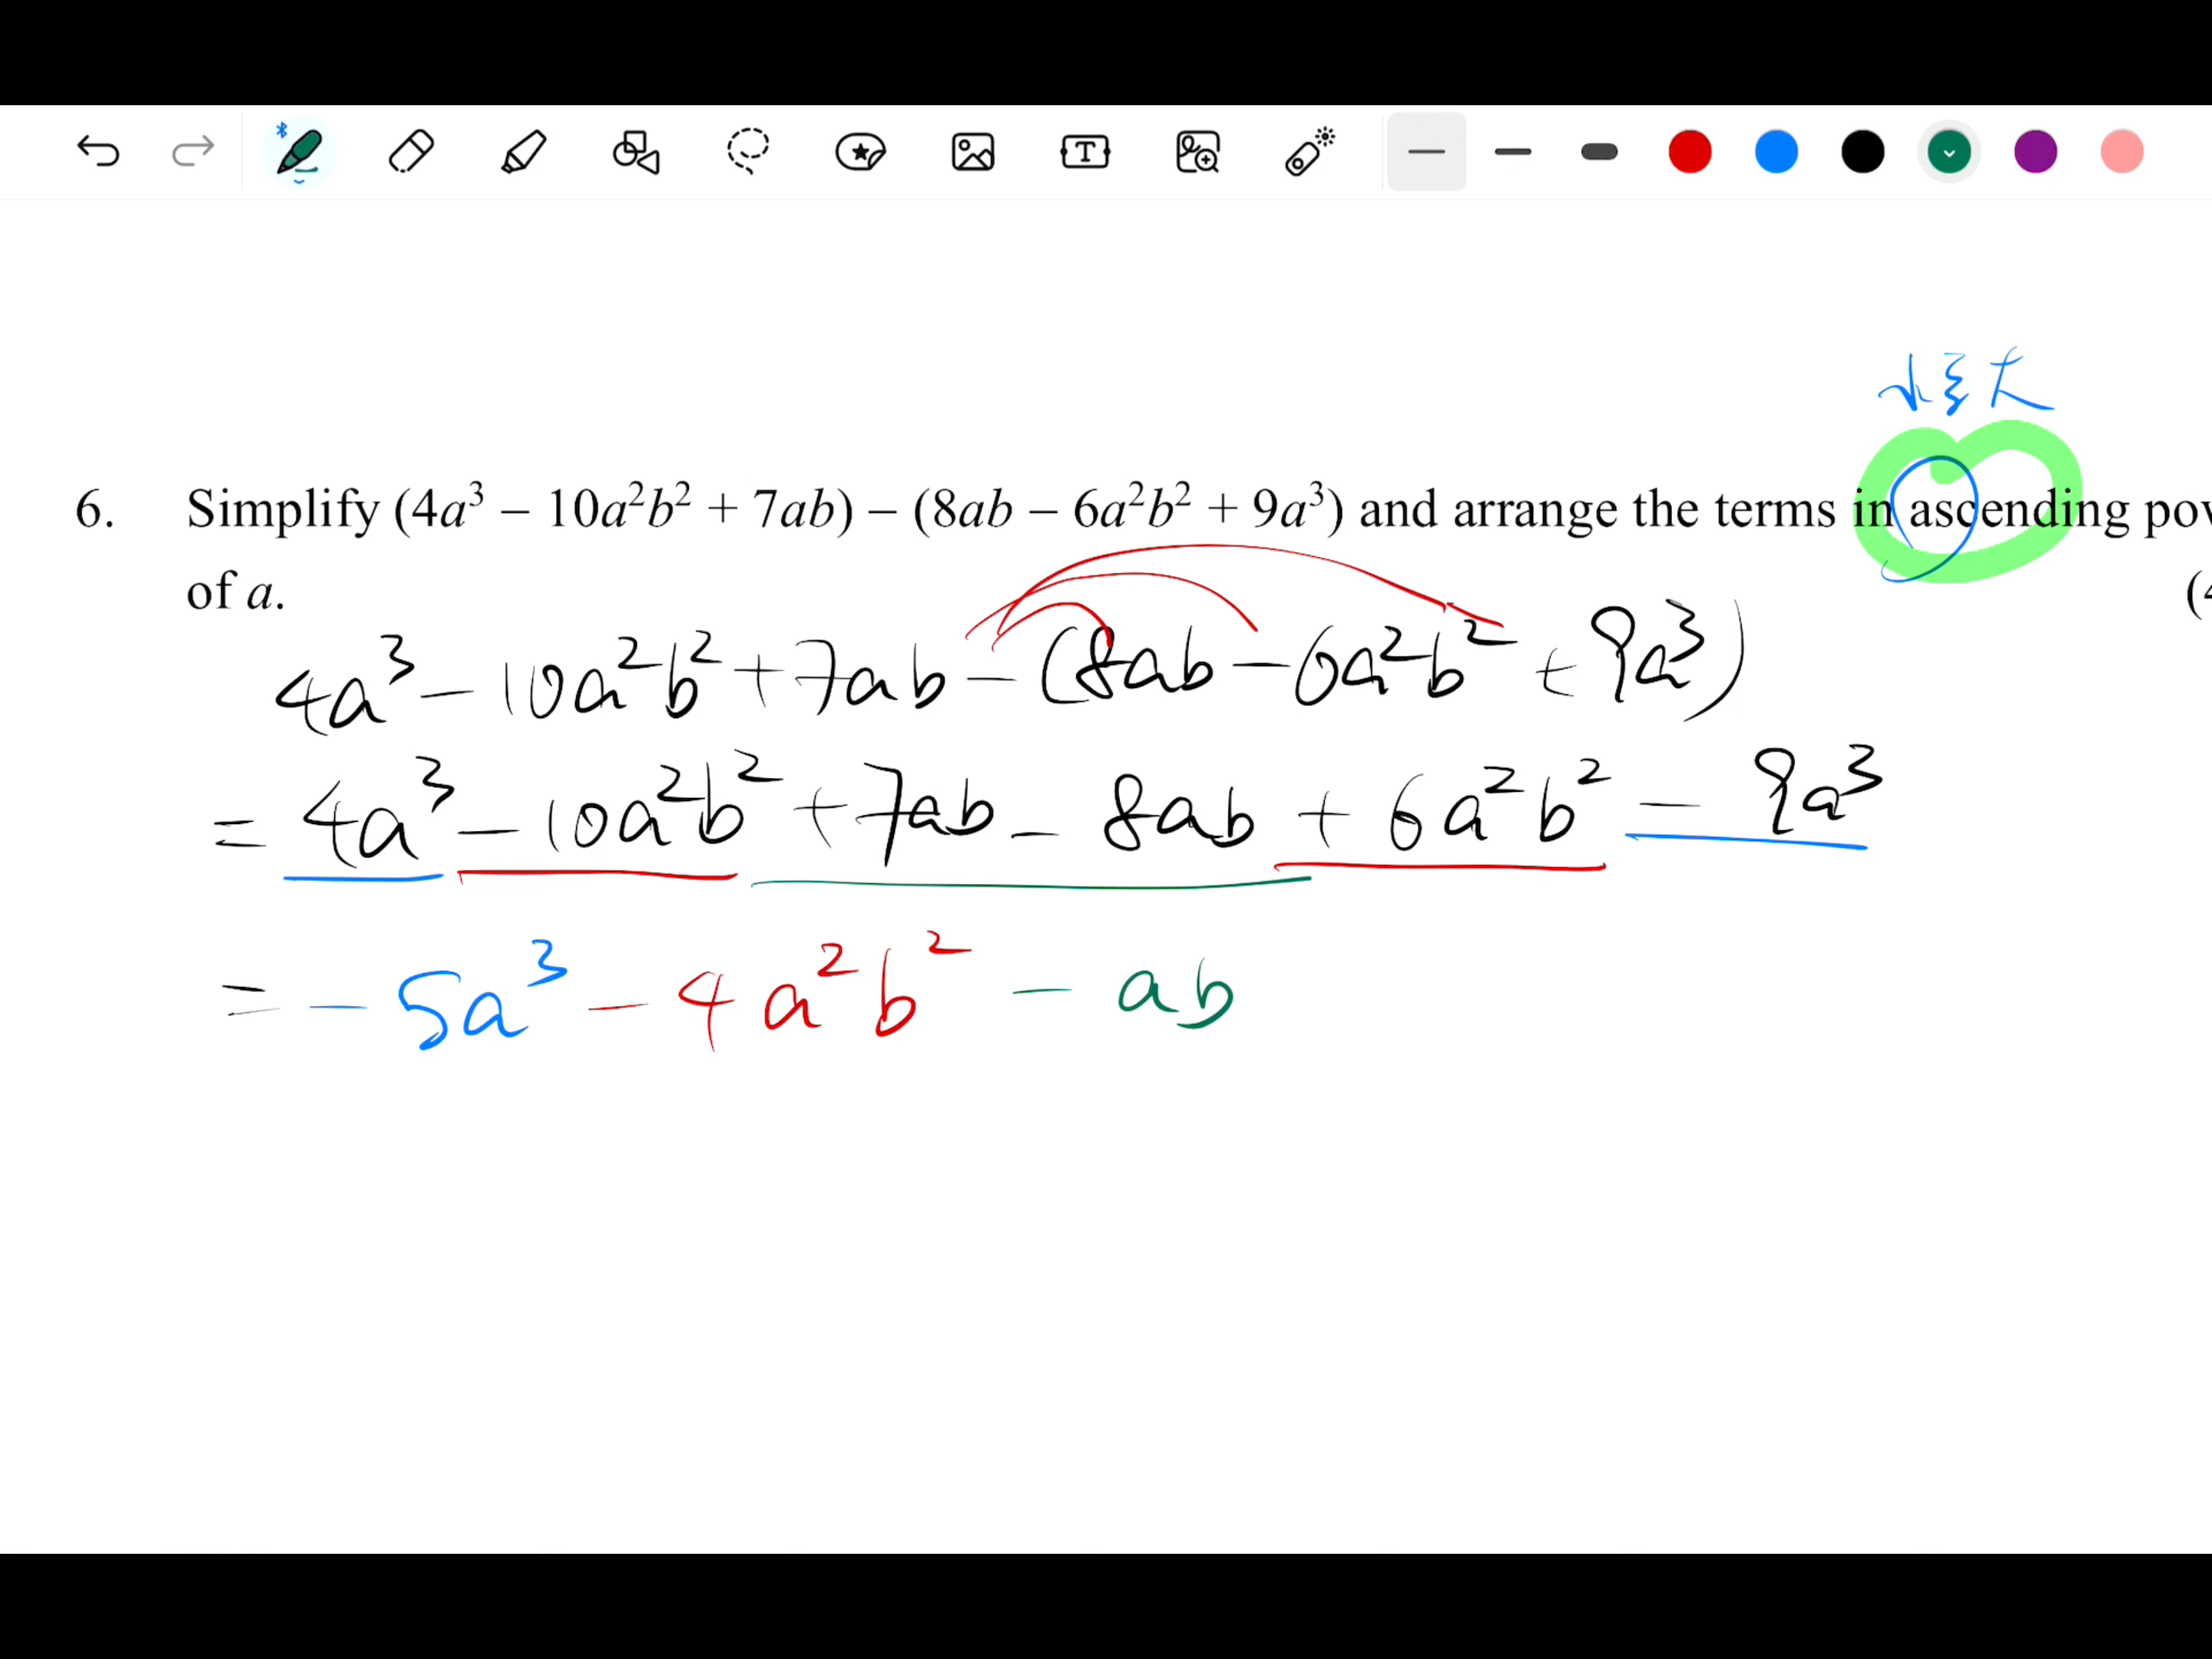 小至大
6. Simplify (4a³ – 10a²b² + 7ab) – (8ab – 6a²b² + 9a³) and arrange the terms in ascending pow
of a. (4
4a³ – 10a²b² + 7ab – (8ab – 6a²b² + 9a³)
= 4a³ – 10a²b² + 7ab – 8ab + 6a²b² – 9a³
= – 5a³ – 4a²b² – ab